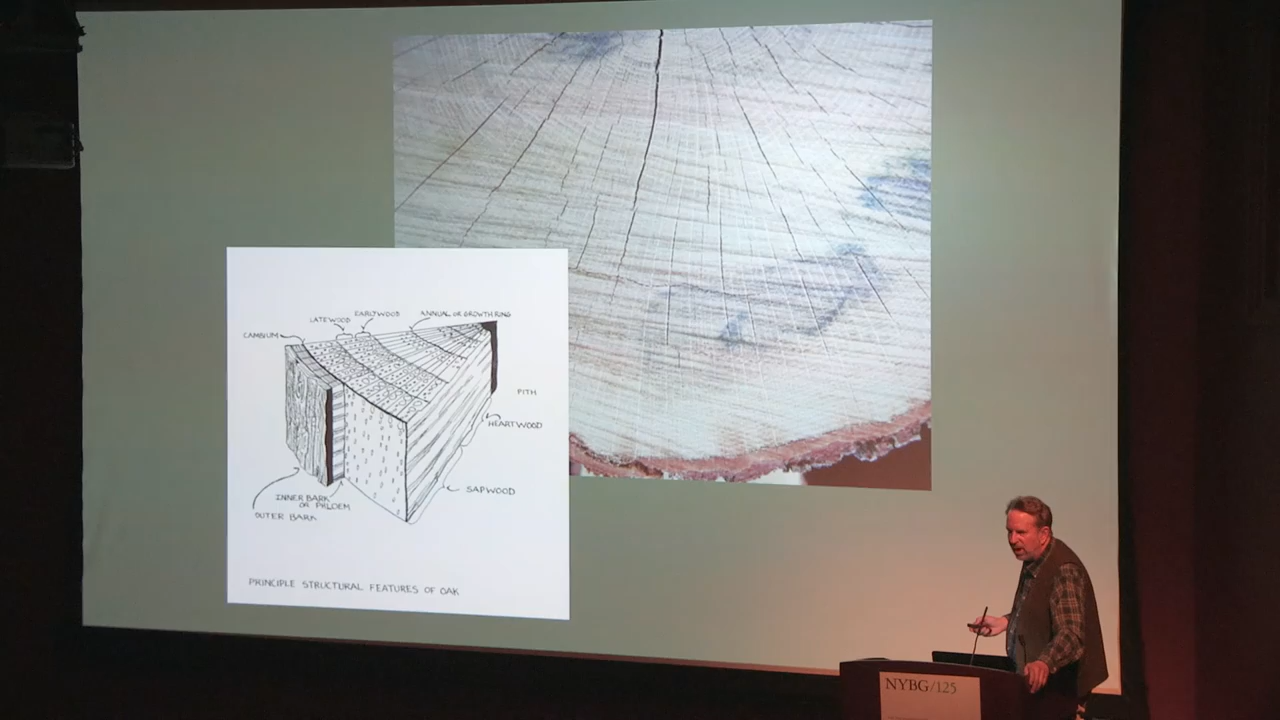 LATEWOOD
EARLYWOOD
ANNUAL OR GROWTH RING
CAMBIUM
PITH
HEARTWOOD
SAPWOOD
INNER BARK
OR PHLOEM
OUTER BARK
PRINCIPLE STRUCTURAL FEATURES OF OAK
NYBG/125